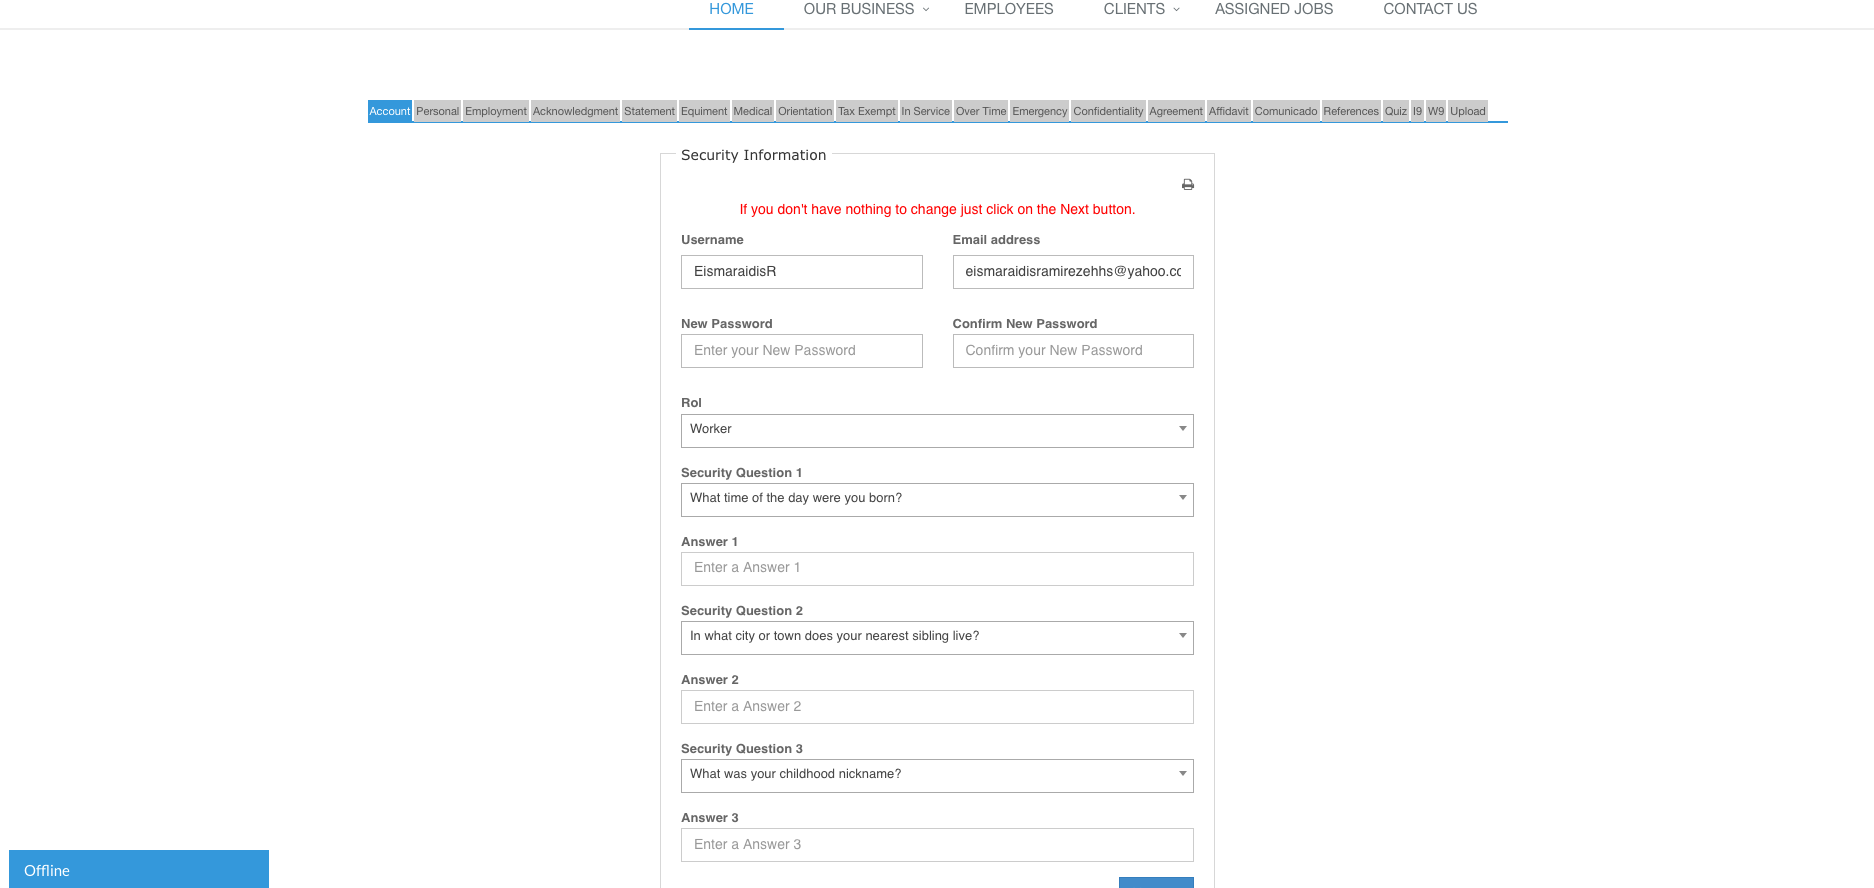 HOME OUR BUSINESS EMPLOYEES CLIENTS ASSIGNED JOBS CONTACT US
Account Personal Employment Acknowledgment Statement Equiment Medical Orientation Tax Exempt In Service Over Time Emergency Confidentiality Agreement Affidavit Comunicado References Quiz I9 W9 Upload
Security Information
If you don't have nothing to change just click on the Next button.
Username Email address
EismaraidisR eismaraidisramirezehhs@yahoo.cc
New Password Confirm New Password
Enter your New Password Confirm your New Password
Rol
Worker
Security Question 1
What time of the day were you born?
Answer 1
Enter a Answer 1
Security Question 2
In what city or town does your nearest sibling live?
Answer 2
Enter a Answer 2
Security Question 3
What was your childhood nickname?
Answer 3
Enter a Answer 3
Offline